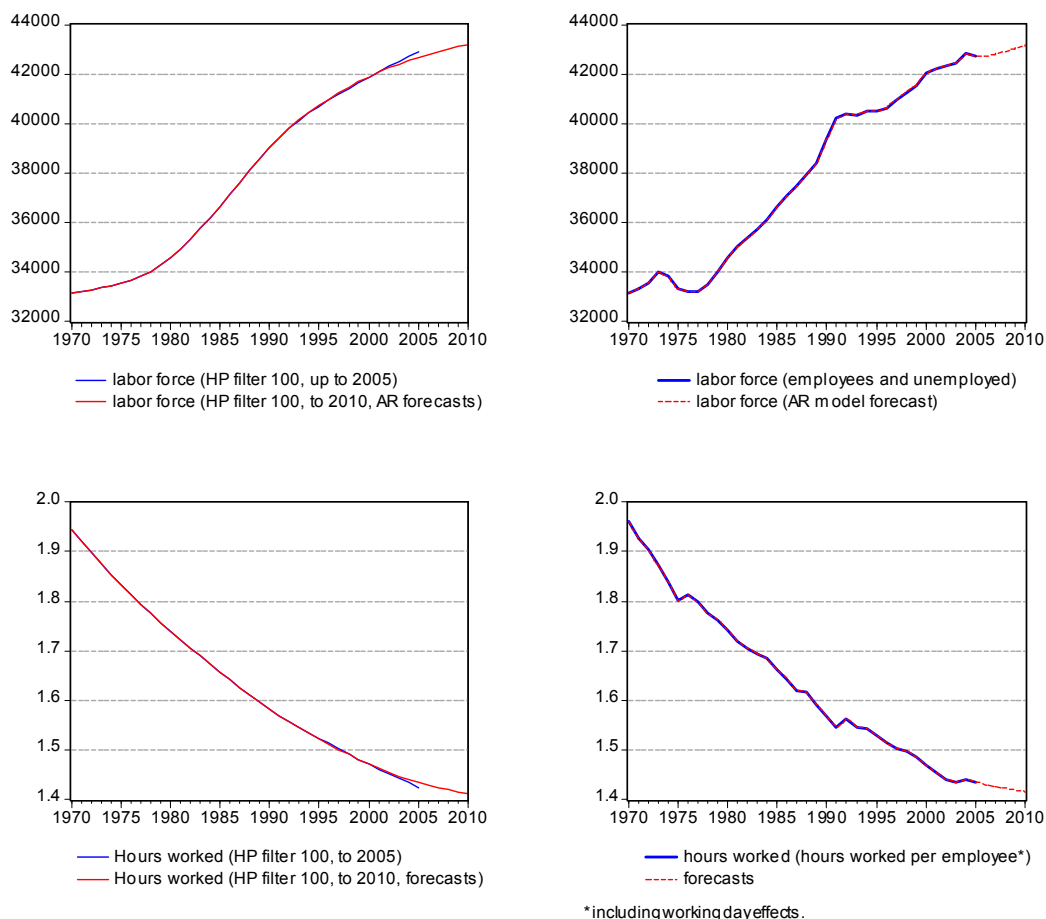 44000
42000
40000
38000
36000
34000
32000
1970 1975 1980 1985 1990 1995 2000 2005 2010
labor force (HP filter 100, up to 2005)
labor force (HP filter 100, to 2010, AR forecasts)
44000
42000
40000
38000
36000
34000
32000
1970 1975 1980 1985 1990 1995 2000 2005 2010
labor force (employees and unemployed)
labor force (AR model forecast)
2.0
1.9
1.8
1.7
1.6
1.5
1.4
1970 1975 1980 1985 1990 1995 2000 2005 2010
Hours worked (HP filter 100, to 2005)
Hours worked (HP filter 100, to 2010, forecasts)
2.0
1.9
1.8
1.7
1.6
1.5
1.4
1970 1975 1980 1985 1990 1995 2000 2005 2010
hours worked (hours worked per employee*)
forecasts
*including working day effects.